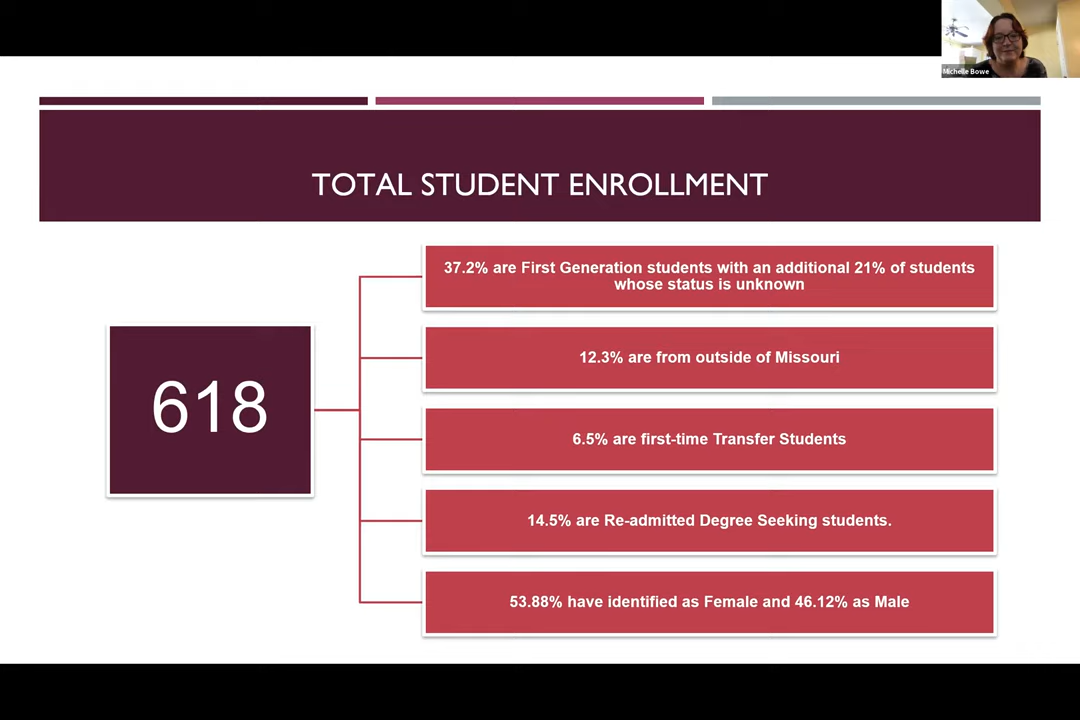 Michelle Bowe
TOTAL STUDENT ENROLLMENT
618
37.2% are First Generation students with an additional 21% of students
whose status is unknown
12.3% are from outside of Missouri
6.5% are first-time Transfer Students
14.5% are Re-admitted Degree Seeking students.
53.88% have identified as Female and 46.12% as Male